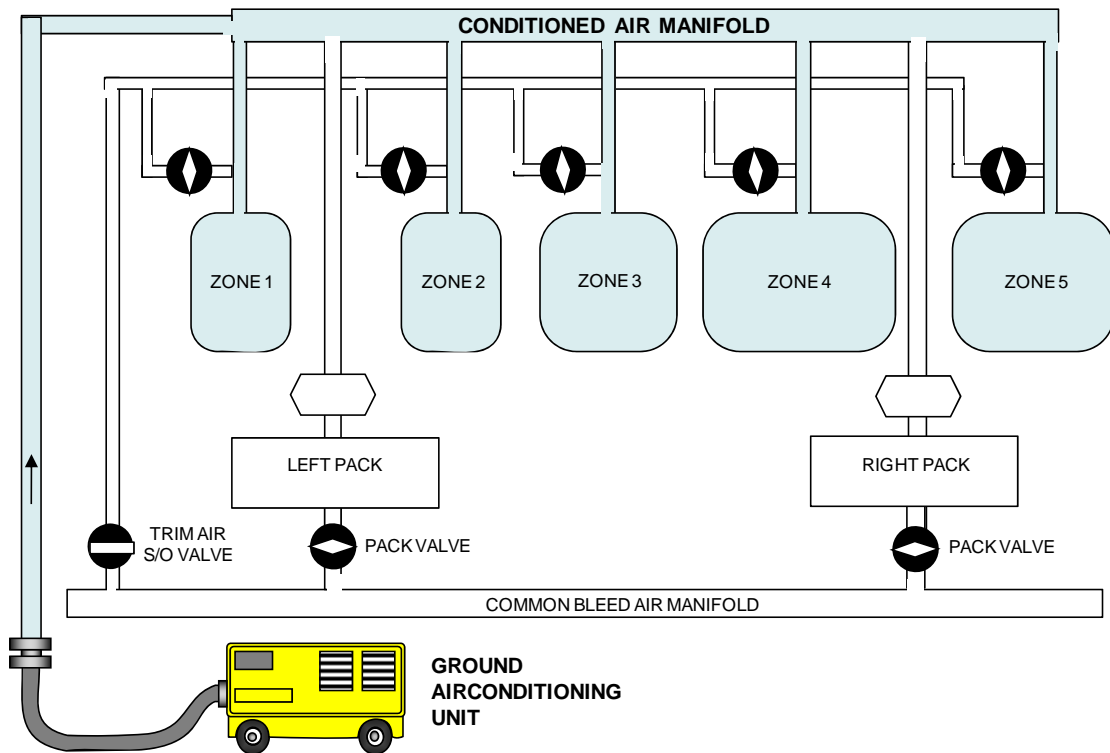 CONDITIONED AIR MANIFOLD
ZONE 1
ZONE 2
ZONE 3
ZONE 4
ZONE 5
LEFT PACK
RIGHT PACK
TRIM AIR
S/O VALVE
PACK VALVE
PACK VALVE
COMMON BLEED AIR MANIFOLD
GROUND
AIRCONDITIONING
UNIT